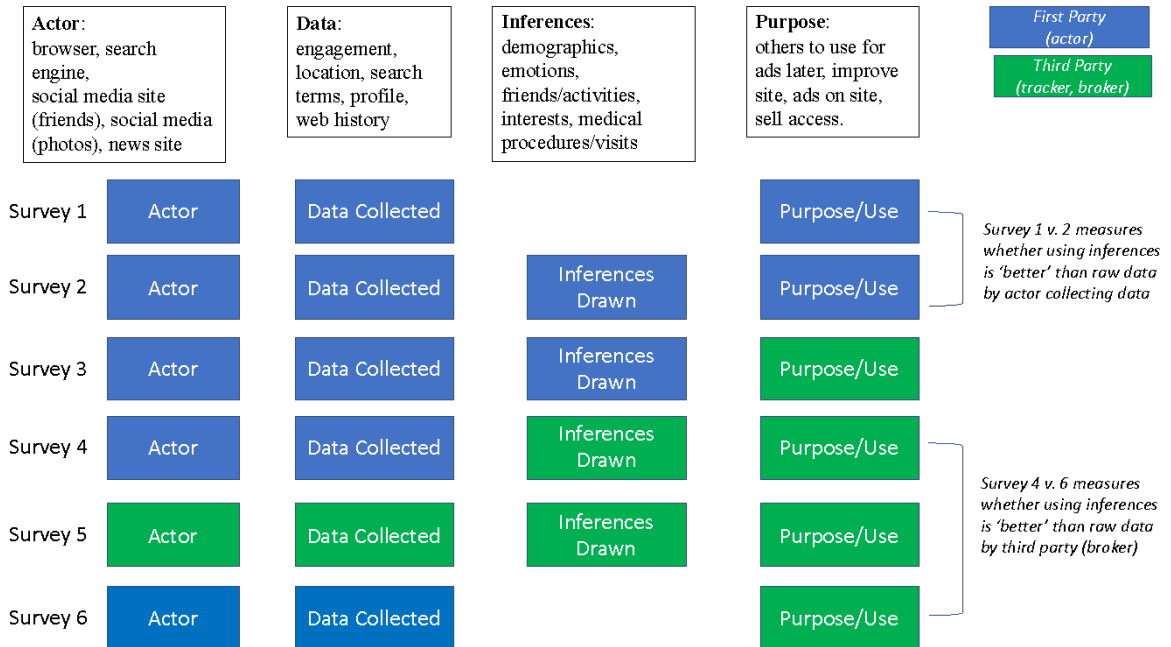 Actor:
browser, search
engine,
social media site
(friends), social media
(photos), news site
Data:
engagement,
location, search
terms, profile,
web history
Inferences:
demographics,
emotions,
friends/activities,
interests, medical
procedures/visits
Purpose:
others to use for
ads later, improve
site, ads on site,
sell access.
First Party
(actor)
Third Party
(tracker, broker)
Survey 1
Actor
Data Collected
Purpose/Use
Survey 2
Actor
Data Collected
Inferences
Drawn
Purpose/Use
Survey 1 v. 2 measures
whether using inferences
is ‘better’ than raw data
by actor collecting data
Survey 3
Actor
Data Collected
Inferences
Drawn
Purpose/Use
Survey 4
Actor
Data Collected
Inferences
Drawn
Purpose/Use
Survey 5
Actor
Data Collected
Inferences
Drawn
Purpose/Use
Survey 4 v. 6 measures
whether using inferences
is ‘better’ than raw data
by third party (broker)
Survey 6
Actor
Data Collected
Purpose/Use